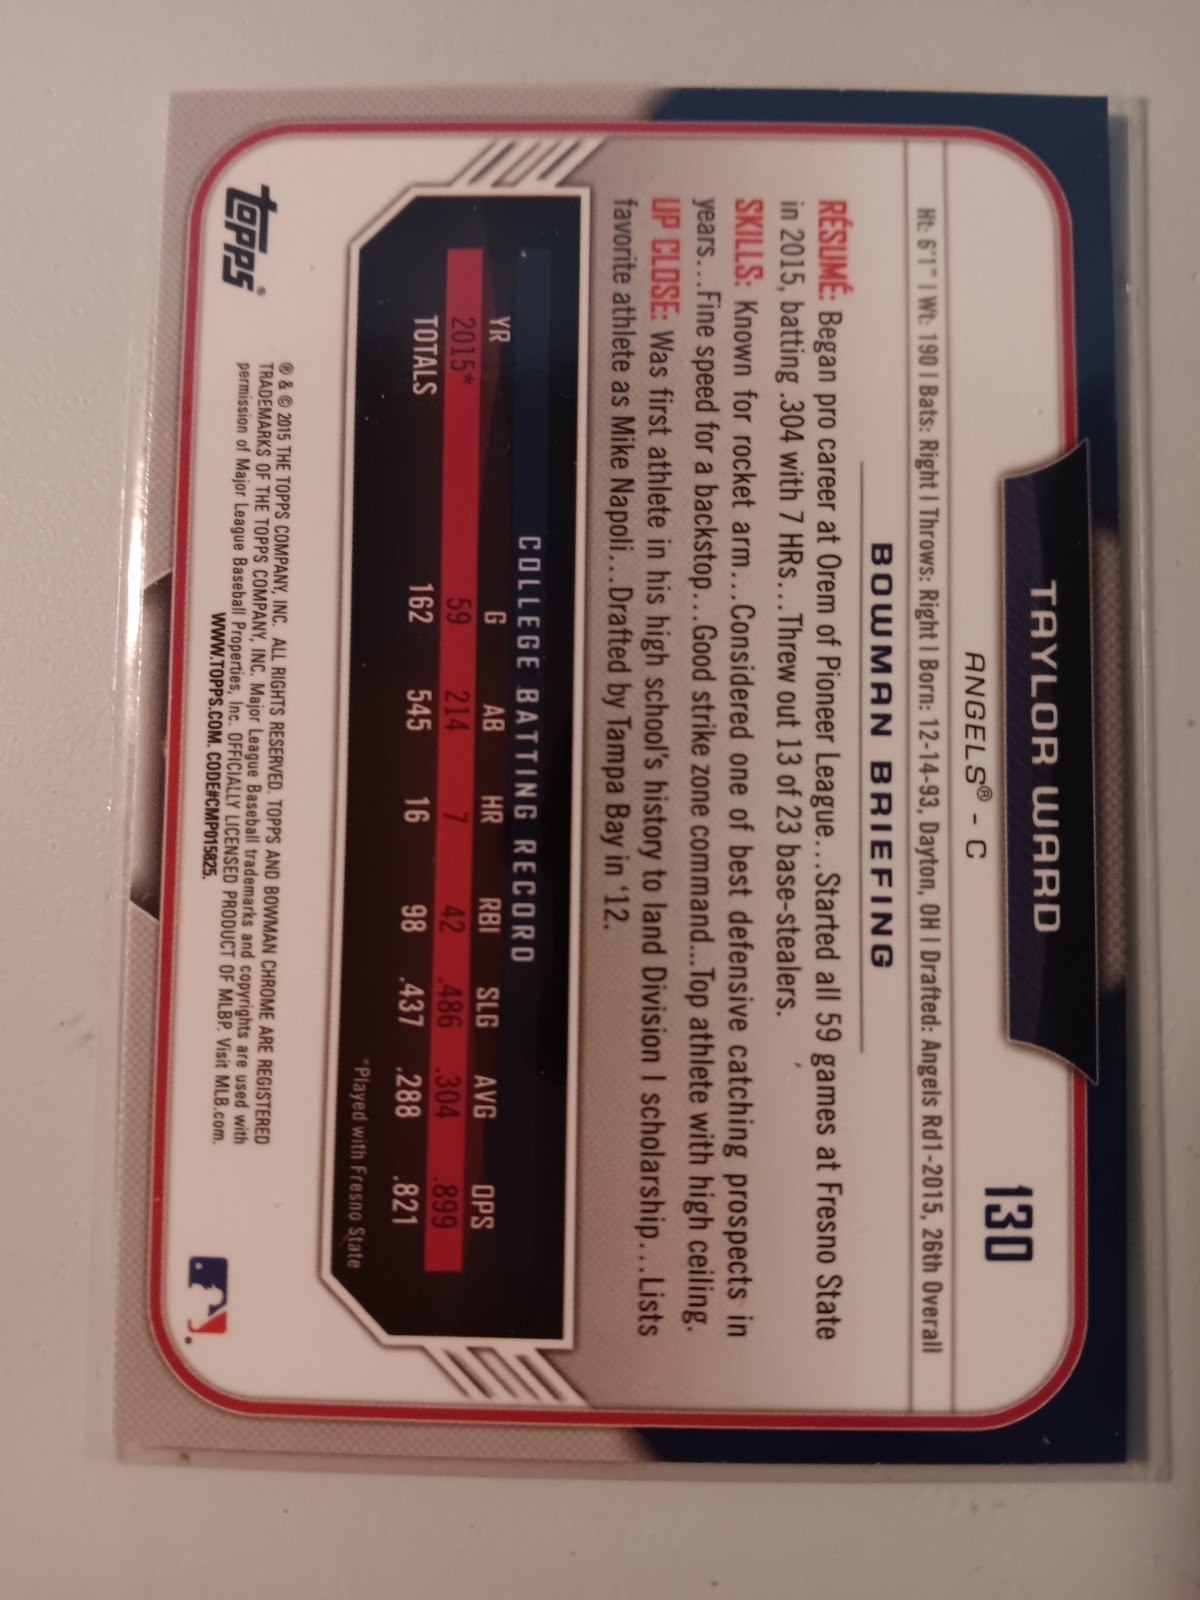 130
TAYLOR WARD
ANGELS® - C
Ht: 6'1" | Wt: 190 | Bats: Right | Throws: Right | Born: 12-14-93, Dayton, OH | Drafted: Angels Rd1-2015, 26th Overall
BOWMAN BRIEFING
RÉSUMÉ: Began pro career at Orem of Pioneer League...Started all 59 games at Fresno State
in 2015, batting .304 with 7 HRs...Threw out 13 of 23 base-stealers.
SKILLS: Known for rocket arm...Considered one of best defensive catching prospects in
years...Fine speed for a backstop...Good strike zone command...Top athlete with high ceiling.
UP CLOSE: Was first athlete in his high school's history to land Division I scholarship...Lists
favorite athlete as Mike Napoli...Drafted by Tampa Bay in '12.
COLLEGE BATTING RECORD
YR G AB HR RBI SLG AVG OPS
2015* 59 214 7 42 .486 .304 .899
TOTALS 162 545 16 98 .437 .288 .821
*Played with Fresno State
topps®
® & © 2015 THE TOPPS COMPANY, INC. ALL RIGHTS RESERVED. TOPPS AND BOWMAN CHROME ARE REGISTERED
TRADEMARKS OF THE TOPPS COMPANY, INC. Major League Baseball trademarks and copyrights are used with
permission of Major League Baseball Properties, Inc. OFFICIALLY LICENSED PRODUCT OF MLBP. Visit MLB.com.
WWW.TOPPS.COM. CODE#CMP015825.